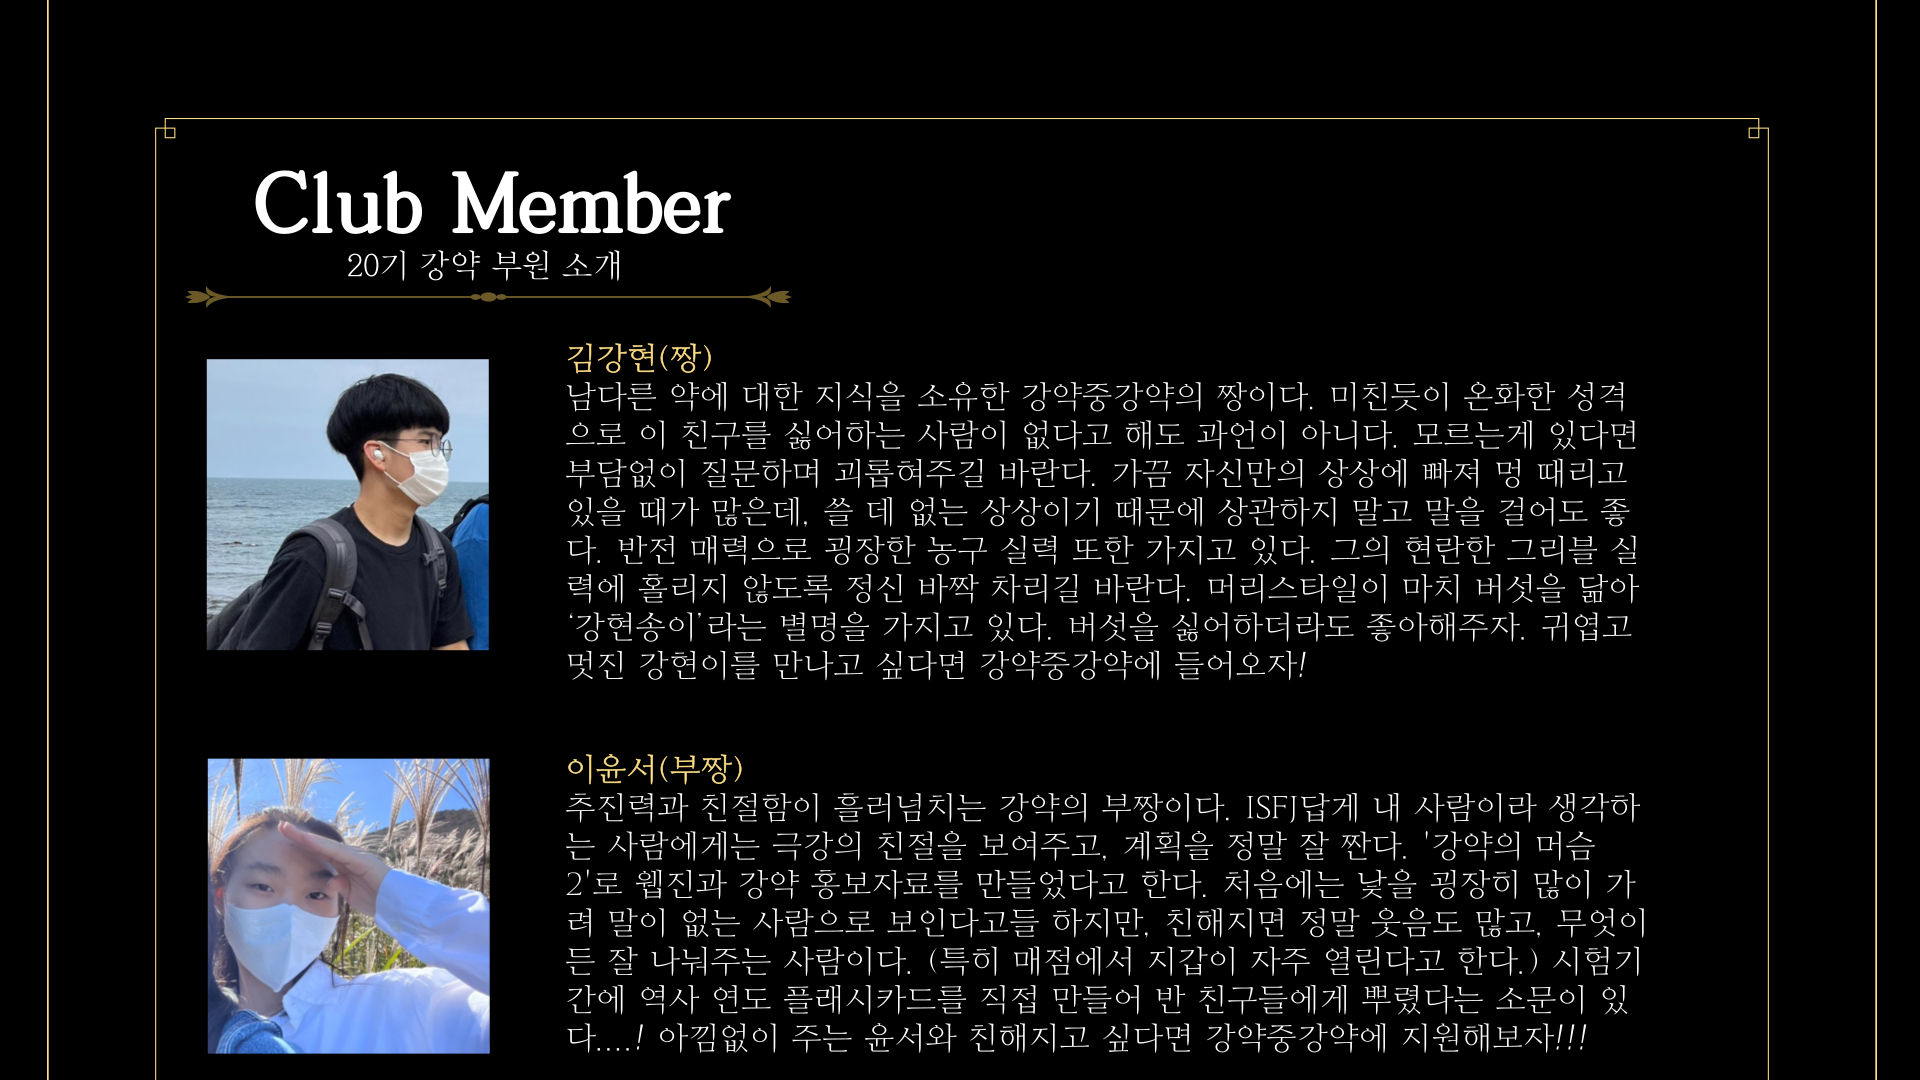 Club Member
20기 강약 부원 소개
김강현(짱)
남다른 약에 대한 지식을 소유한 강약중강약의 짱이다. 미친듯이 온화한 성격
으로 이 친구를 싫어하는 사람이 없다고 해도 과언이 아니다. 모르는게 있다면
부담없이 질문하며 괴롭혀주길 바란다. 가끔 자신만의 상상에 빠져 멍 때리고
있을 때가 많은데, 쓸 데 없는 상상이기 때문에 상관하지 말고 말을 걸어도 좋
다. 반전 매력으로 굉장한 농구 실력 또한 가지고 있다. 그의 현란한 그리블 실
력에 홀리지 않도록 정신 바짝 차리길 바란다. 머리스타일이 마치 버섯을 닮아
‘강현송이’라는 별명을 가지고 있다. 버섯을 싫어하더라도 좋아해주자. 귀엽고
멋진 강현이를 만나고 싶다면 강약중강약에 들어오자!
이윤서(부짱)
추진력과 친절함이 흘러넘치는 강약의 부짱이다. ISFJ답게 내 사람이라 생각하
는 사람에게는 극강의 친절을 보여주고, 계획을 정말 잘 짠다. '강약의 머슴
2'로 웹진과 강약 홍보자료를 만들었다고 한다. 처음에는 낯을 굉장히 많이 가
려 말이 없는 사람으로 보인다고들 하지만, 친해지면 정말 웃음도 많고, 무엇이
든 잘 나눠주는 사람이다. (특히 매점에서 지갑이 자주 열린다고 한다.) 시험기
간에 역사 연도 플래시카드를 직접 만들어 반 친구들에게 뿌렸다는 소문이 있
다....! 아낌없이 주는 윤서와 친해지고 싶다면 강약중강약에 지원해보자!!!